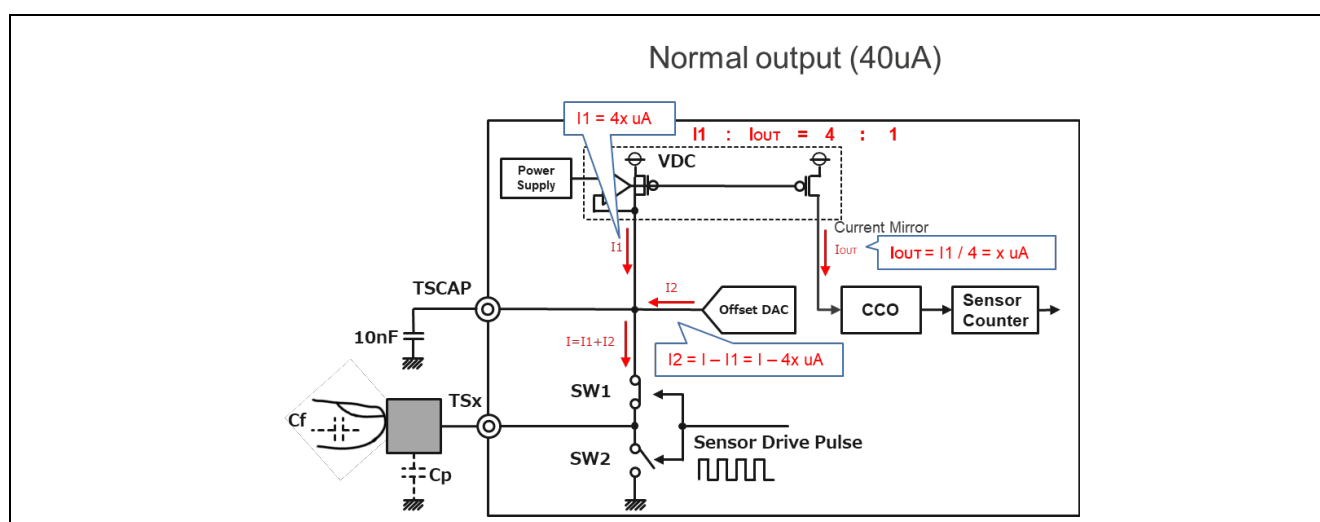 Normal output (40uA)
I1 = 4x uA
I1 : IOUT = 4 : 1
VDC
Power
Supply
Current Mirror
I1
IOUT
IOUT = I1 / 4 = x uA
TSCAP
I2
Offset DAC
CCO
Sensor
Counter
10nF
I=I1+I2
I2 = I – I1 = I – 4x uA
SW1
TSx
Cf
Sensor Drive Pulse
SW2
Cp